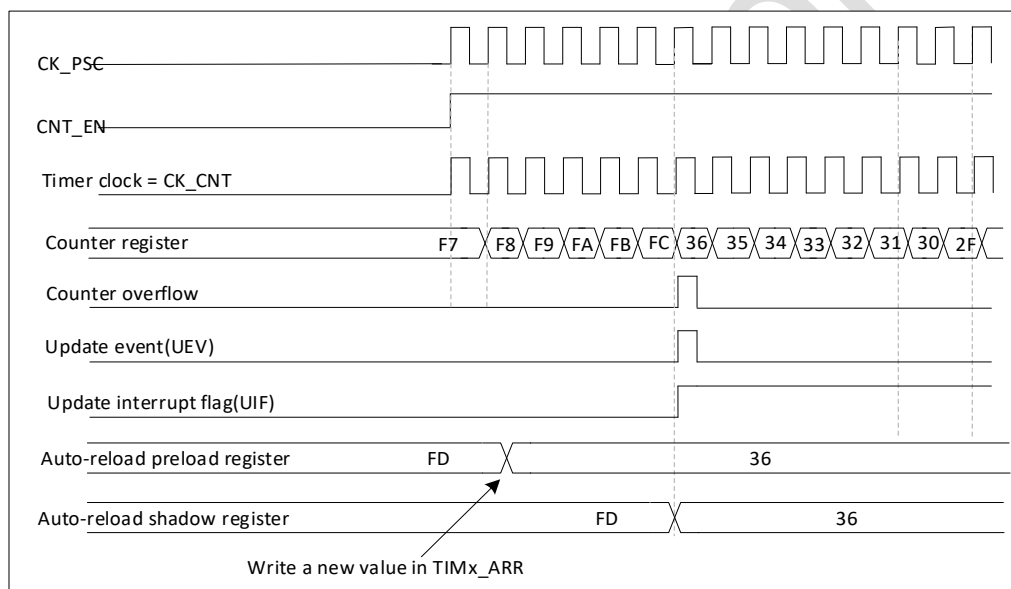 CK_PSC
CNT_EN
Timer clock = CK_CNT
Counter register F7 F8 F9 FA FB FC 36 35 34 33 32 31 30 2F
Counter overflow
Update event(UEV)
Update interrupt flag(UIF)
Auto-reload preload register FD 36
Auto-reload shadow register FD 36
Write a new value in TIMx_ARR